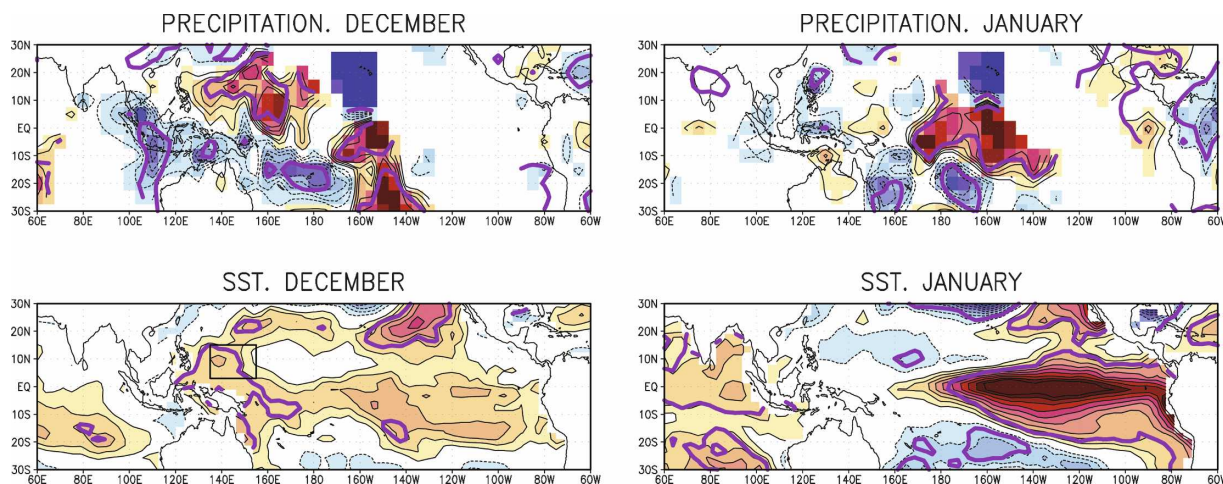 PRECIPITATION. DECEMBER
30N
20N
10N
EQ
10S
20S
30S
60E 80E 100E 120E 140E 160E 180 160W 140W 120W 100W 80W 60W
PRECIPITATION. JANUARY
30N
20N
10N
EQ
10S
20S
30S
60E 80E 100E 120E 140E 160E 180 160W 140W 120W 100W 80W 60W
SST. DECEMBER
30N
20N
10N
EQ
10S
20S
30S
60E 80E 100E 120E 140E 160E 180 160W 140W 120W 100W 80W 60W
SST. JANUARY
30N
20N
10N
EQ
10S
20S
30S
60E 80E 100E 120E 140E 160E 180 160W 140W 120W 100W 80W 60W